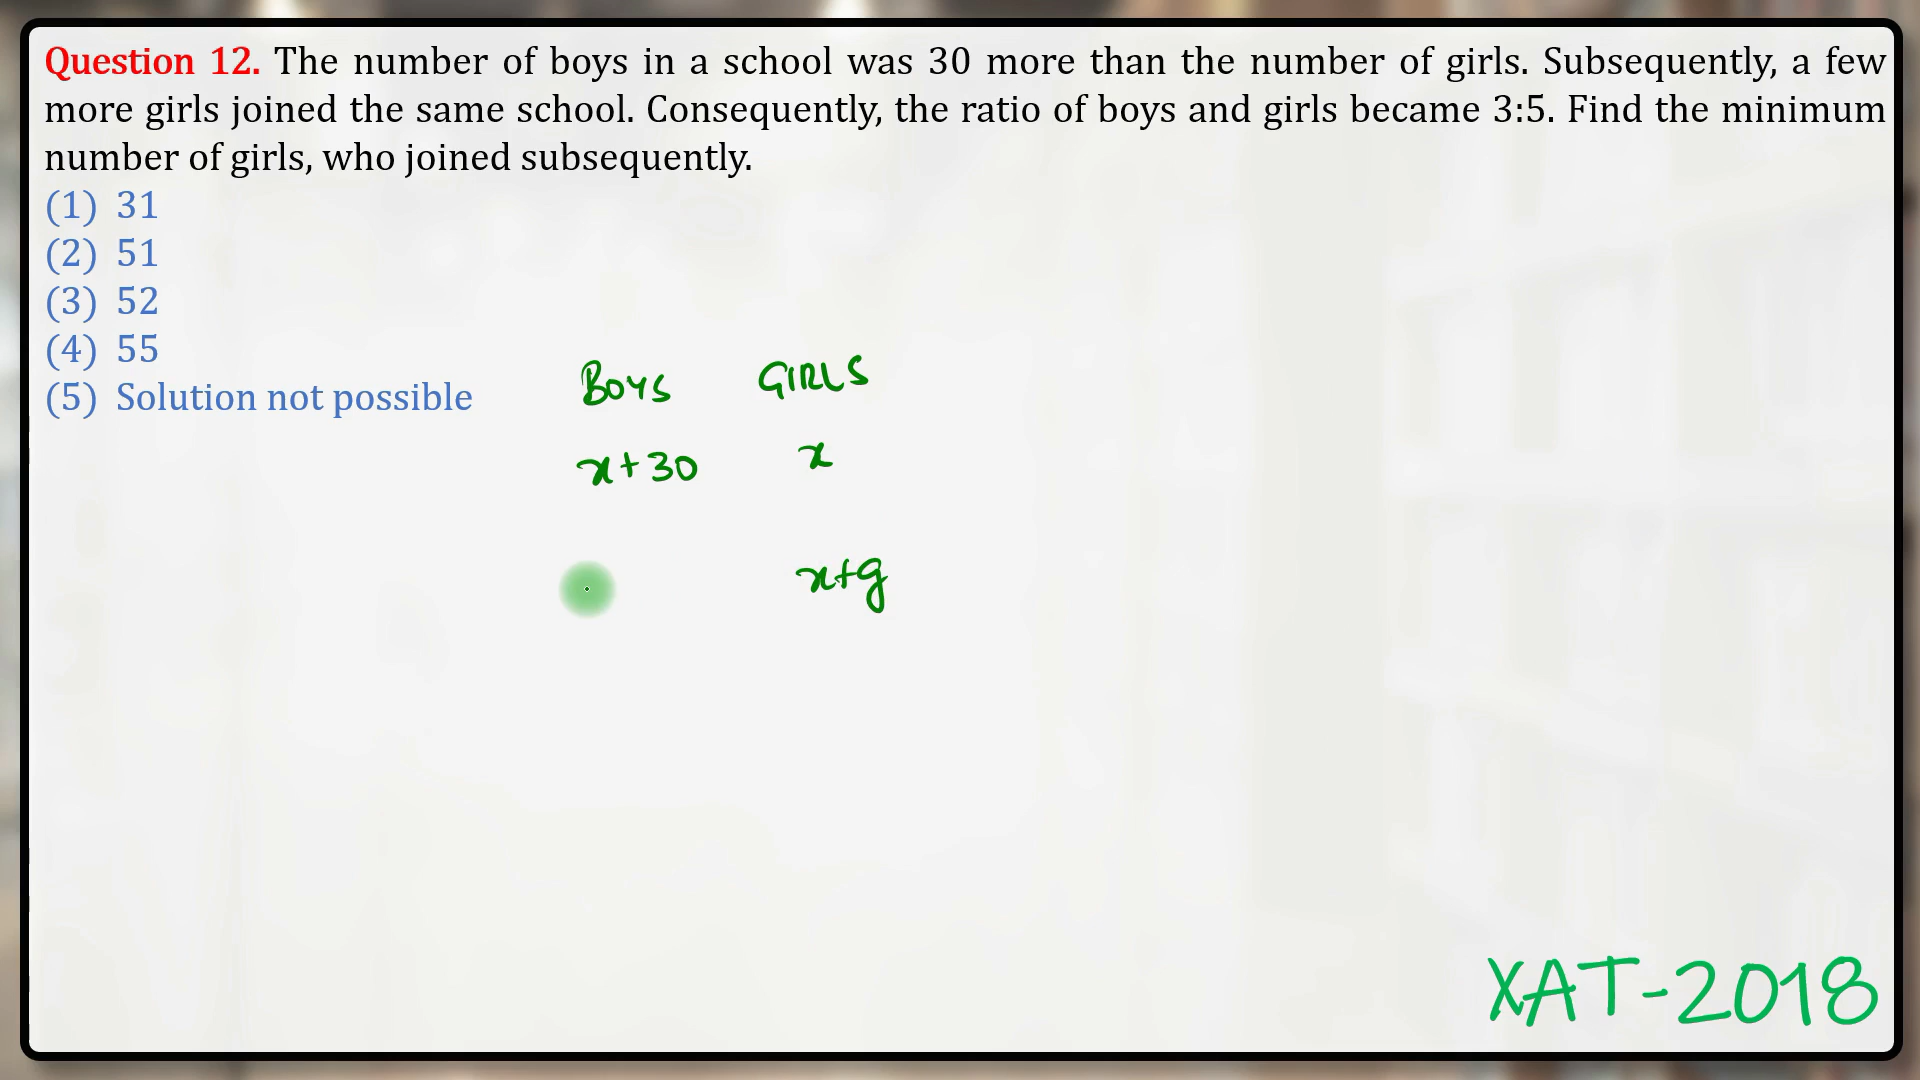 Question 12. The number of boys in a school was 30 more than the number of girls. Subsequently, a few
more girls joined the same school. Consequently, the ratio of boys and girls became 3:5. Find the minimum
number of girls, who joined subsequently.
(1) 31
(2) 51
(3) 52
(4) 55
(5) Solution not possible
BOYS GIRLS
x+30 x
x+g
XAT-2018